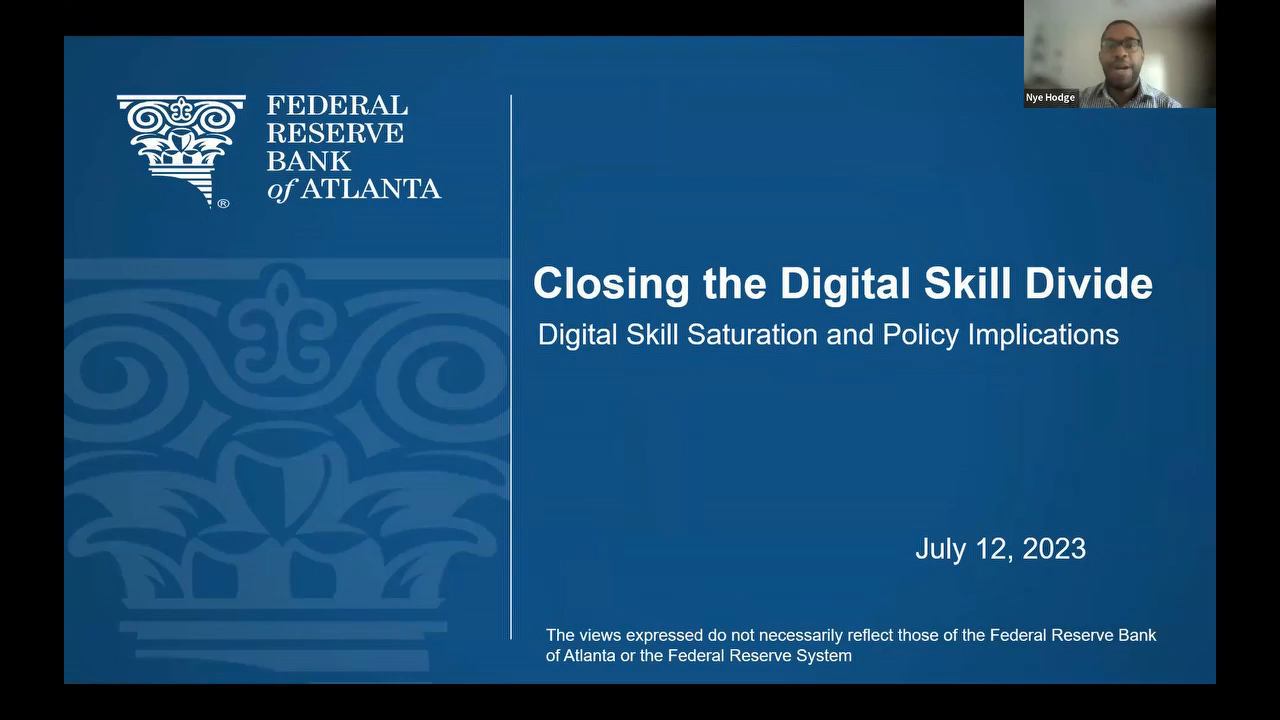 Nye Hodge
FEDERAL
RESERVE
BANK
of ATLANTA
®
Closing the Digital Skill Divide
Digital Skill Saturation and Policy Implications
July 12, 2023
The views expressed do not necessarily reflect those of the Federal Reserve Bank
of Atlanta or the Federal Reserve System